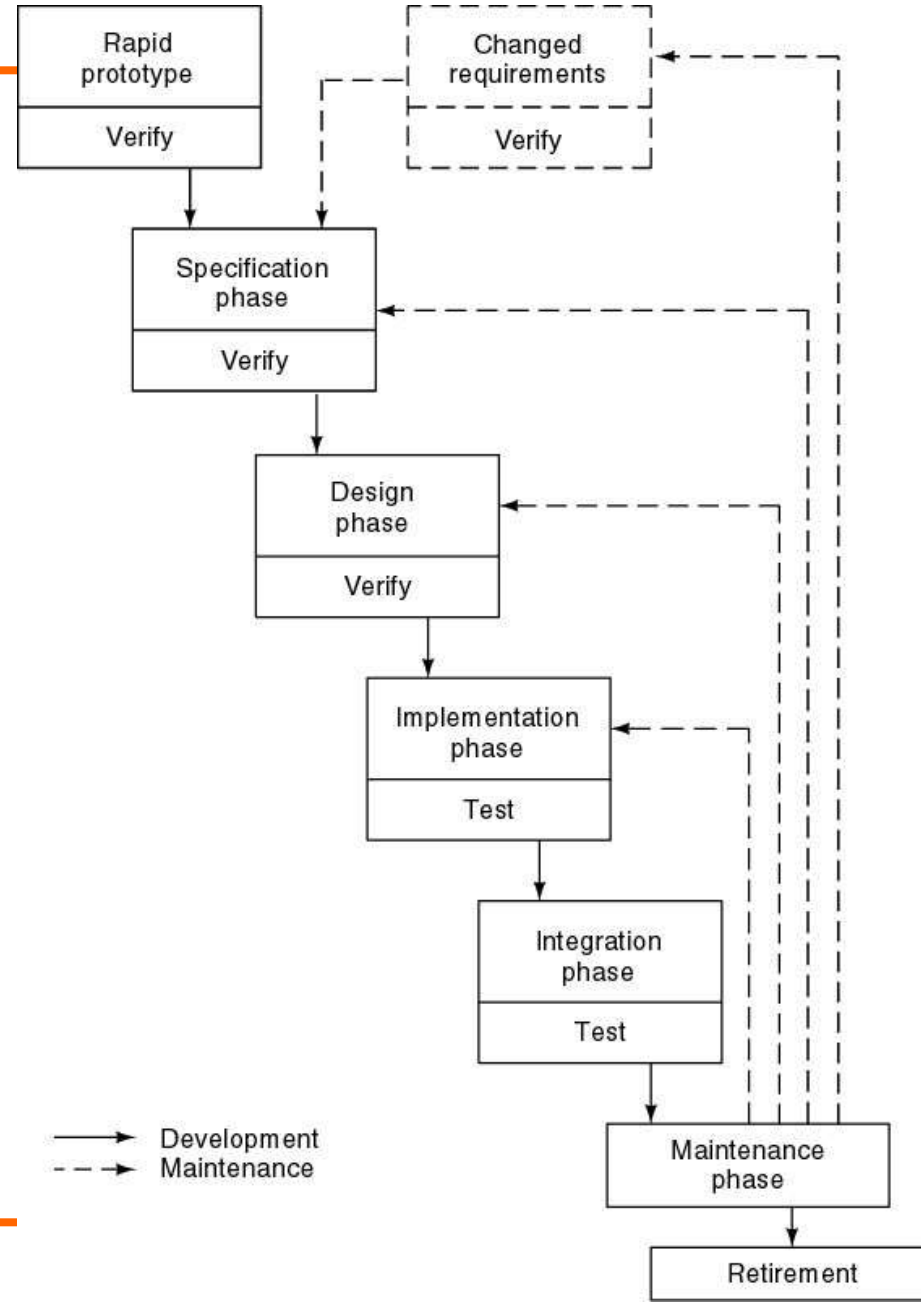 Rapid
prototype
Verify
Changed
requirements
Verify
Specification
phase
Verify
Design
phase
Verify
Implementation
phase
Test
Integration
phase
Test
Development
Maintenance
Maintenance
phase
Retirement